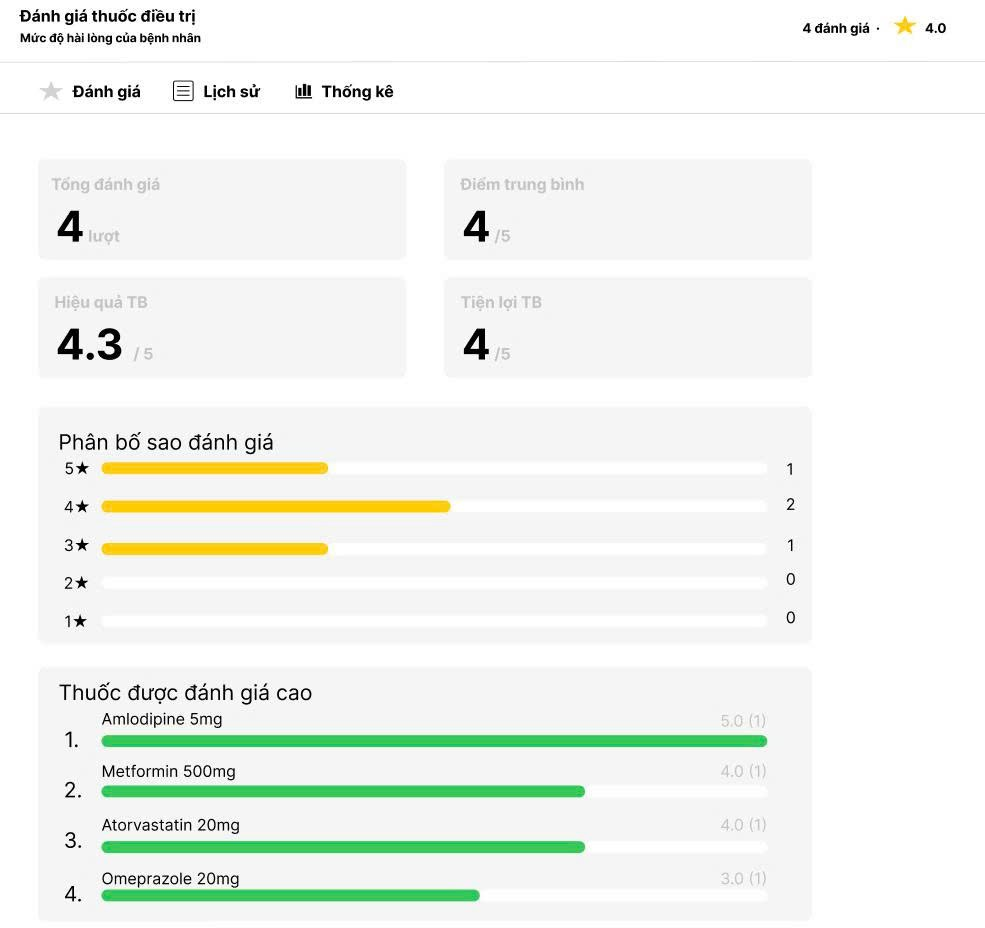 Đánh giá thuốc điều trị
Mức độ hài lòng của bệnh nhân
4 đánh giá · 4.0
Đánh giá Lịch sử Thống kê
Tổng đánh giá
4 lượt
Điểm trung bình
4 /5
Hiệu quả TB
4.3 / 5
Tiện lợi TB
4 /5
Phân bố sao đánh giá
5★ 1
4★ 2
3★ 1
2★ 0
1★ 0
Thuốc được đánh giá cao
1. Amlodipine 5mg 5.0 (1)
2. Metformin 500mg 4.0 (1)
3. Atorvastatin 20mg 4.0 (1)
4. Omeprazole 20mg 3.0 (1)